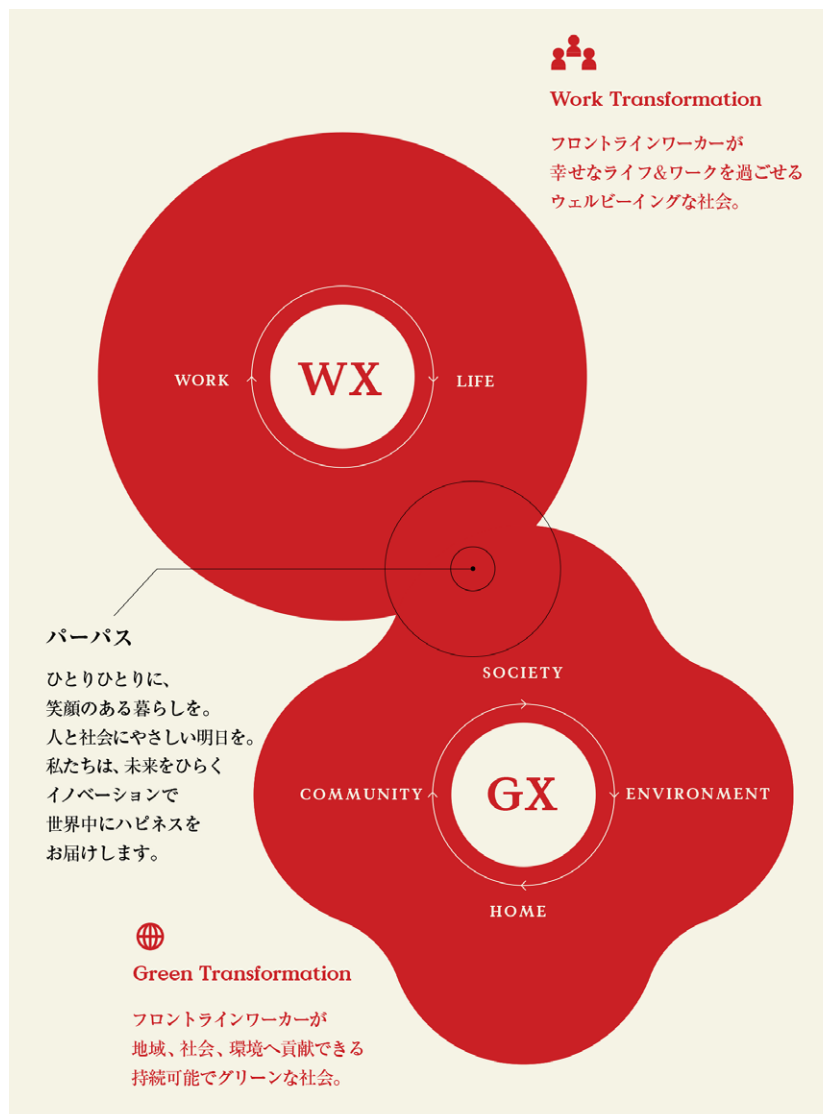 Work Transformation
フロントラインワーカーが
幸せなライフ&ワークを過ごせる
ウェルビーイングな社会。
WORK
WX
LIFE
パーパス
ひとりひとりに、
笑顔のある暮らしを。
人と社会にやさしい明日を。
私たちは、未来をひらく
イノベーションで
世界中にハピネスを
お届けします。
SOCIETY
COMMUNITY
GX
ENVIRONMENT
HOME
Green Transformation
フロントラインワーカーが
地域、社会、環境へ貢献できる
持続可能でグリーンな社会。